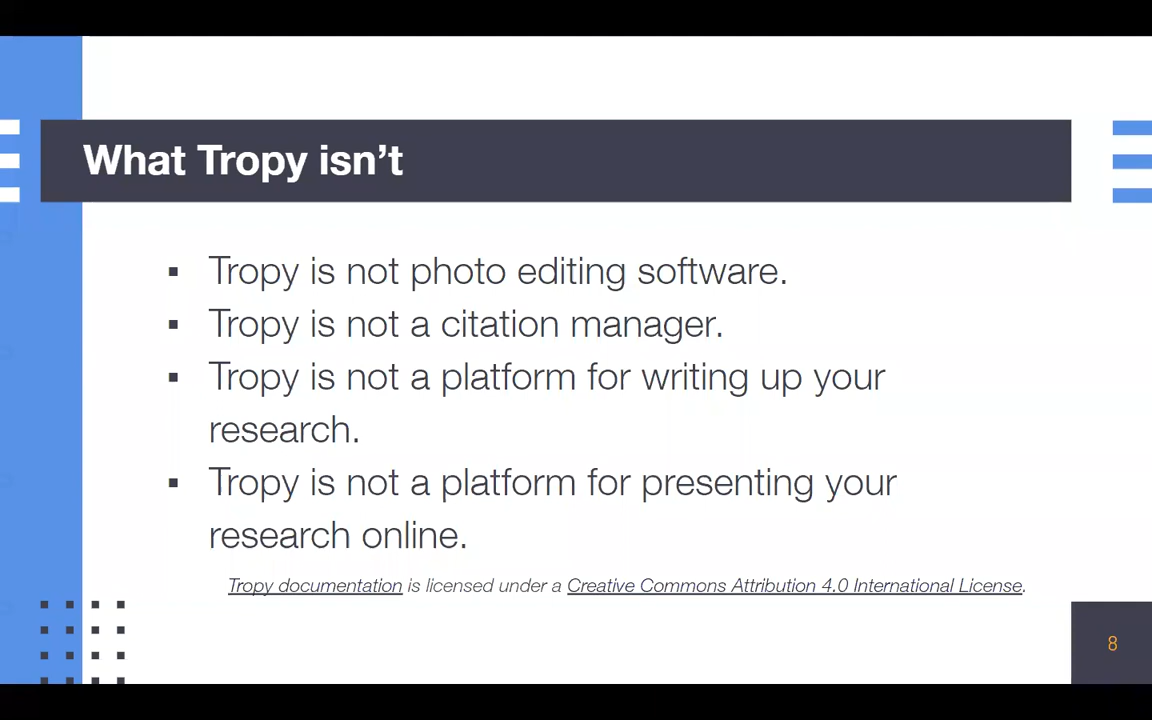 What Tropy isn’t
▪ Tropy is not photo editing software.
▪ Tropy is not a citation manager.
▪ Tropy is not a platform for writing up your
research.
▪ Tropy is not a platform for presenting your
research online.
Tropy documentation is licensed under a Creative Commons Attribution 4.0 International License.
8